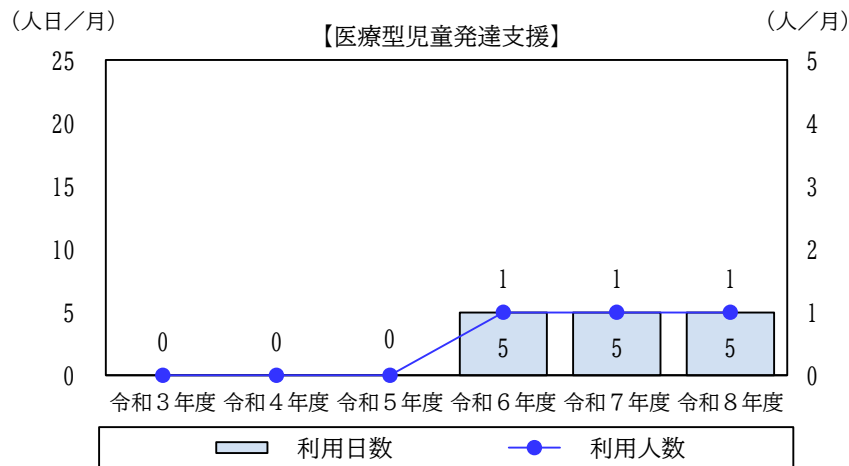 （人日／月）
（人／月）
【医療型児童発達支援】
25
5
20
4
15
3
10
2
1
1
1
5
1
0
0
0
5
5
5
0
0
令和３年度
令和４年度
令和５年度
令和６年度
令和７年度
令和８年度
利用日数
利用人数